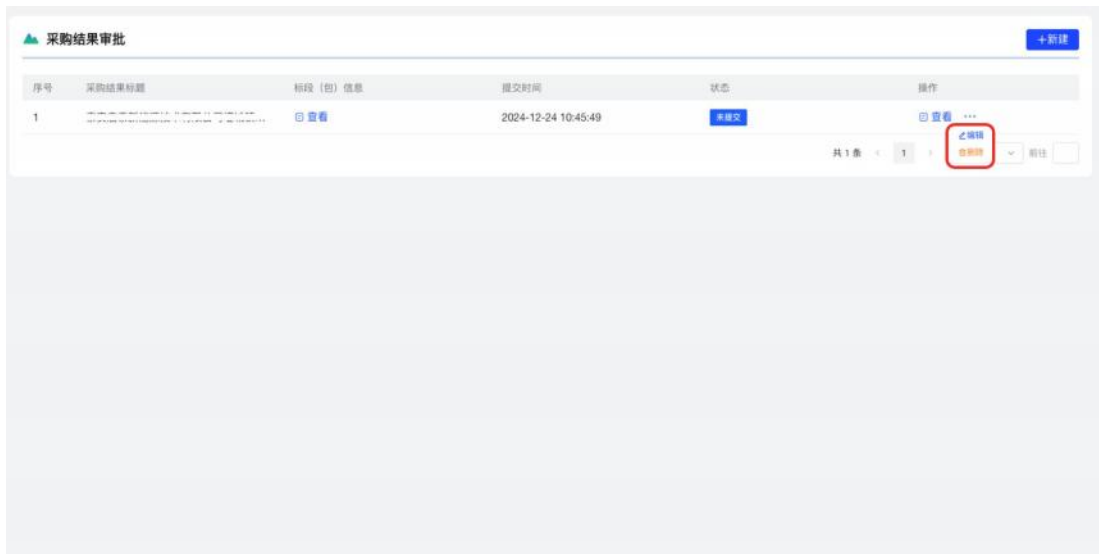 采购结果审批
+新建
序号 采购结果标题 标段（包）信息 提交时间 状态 操作
1 查看 2024-12-24 10:45:49 未提交 查看 ···
编辑
共1条 < 1 > 删除 前往